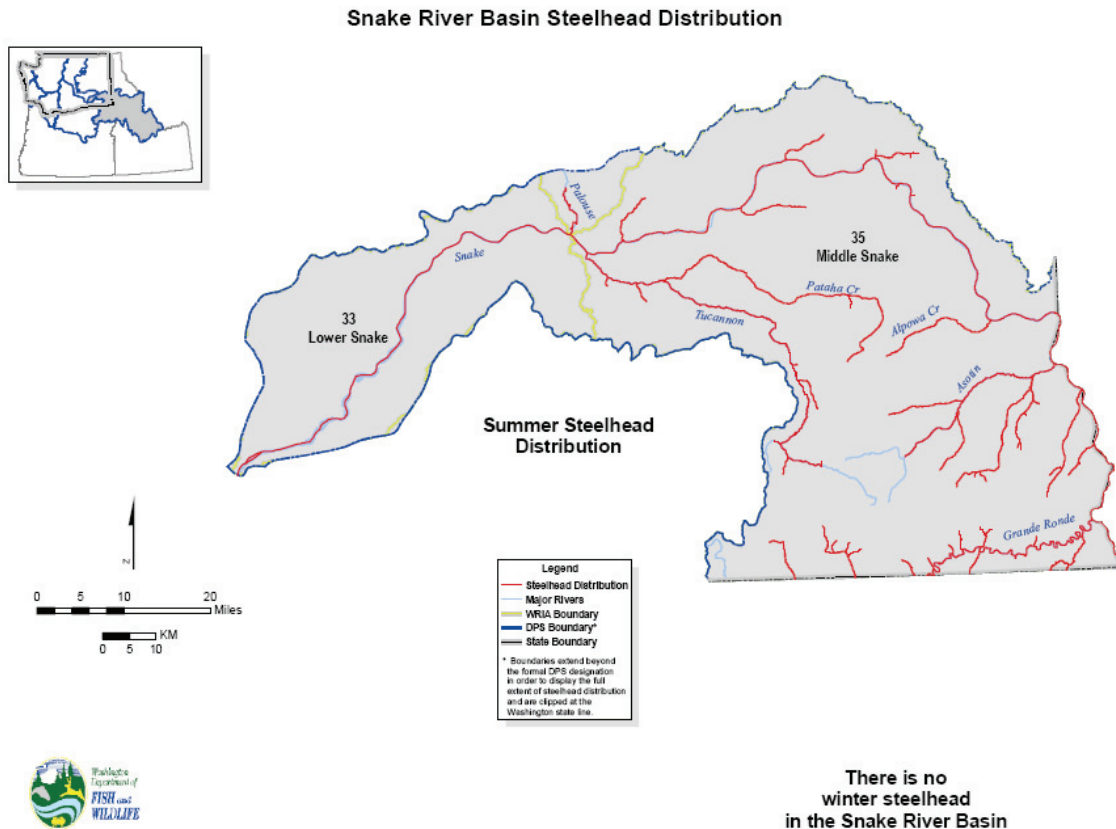 Snake River Basin Steelhead Distribution
Palouse
Snake
35
Middle Snake
Pataha Cr
33
Lower Snake
Tucannon
Alpowa Cr
Asotin
Summer Steelhead
Distribution
Grande Ronde
N
0 5 10 20
Miles
KM
0 5 10
Legend
Steelhead Distribution
Major Rivers
WRIA Boundary
DPS Boundary*
State Boundary
* Boundaries extend beyond
the formal DPS designation
in order to display the full
extent of steelhead distribution
and are clipped at the
Washington state line.
Washington
Department of
FISH and
WILDLIFE
There is no
winter steelhead
in the Snake River Basin